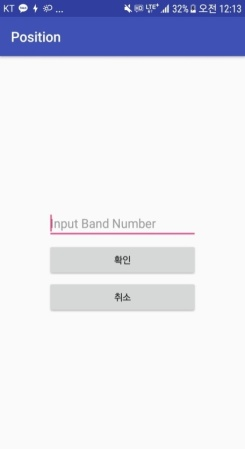 KT ... 32% 오전 12:13
Position
Input Band Number
확인
취소